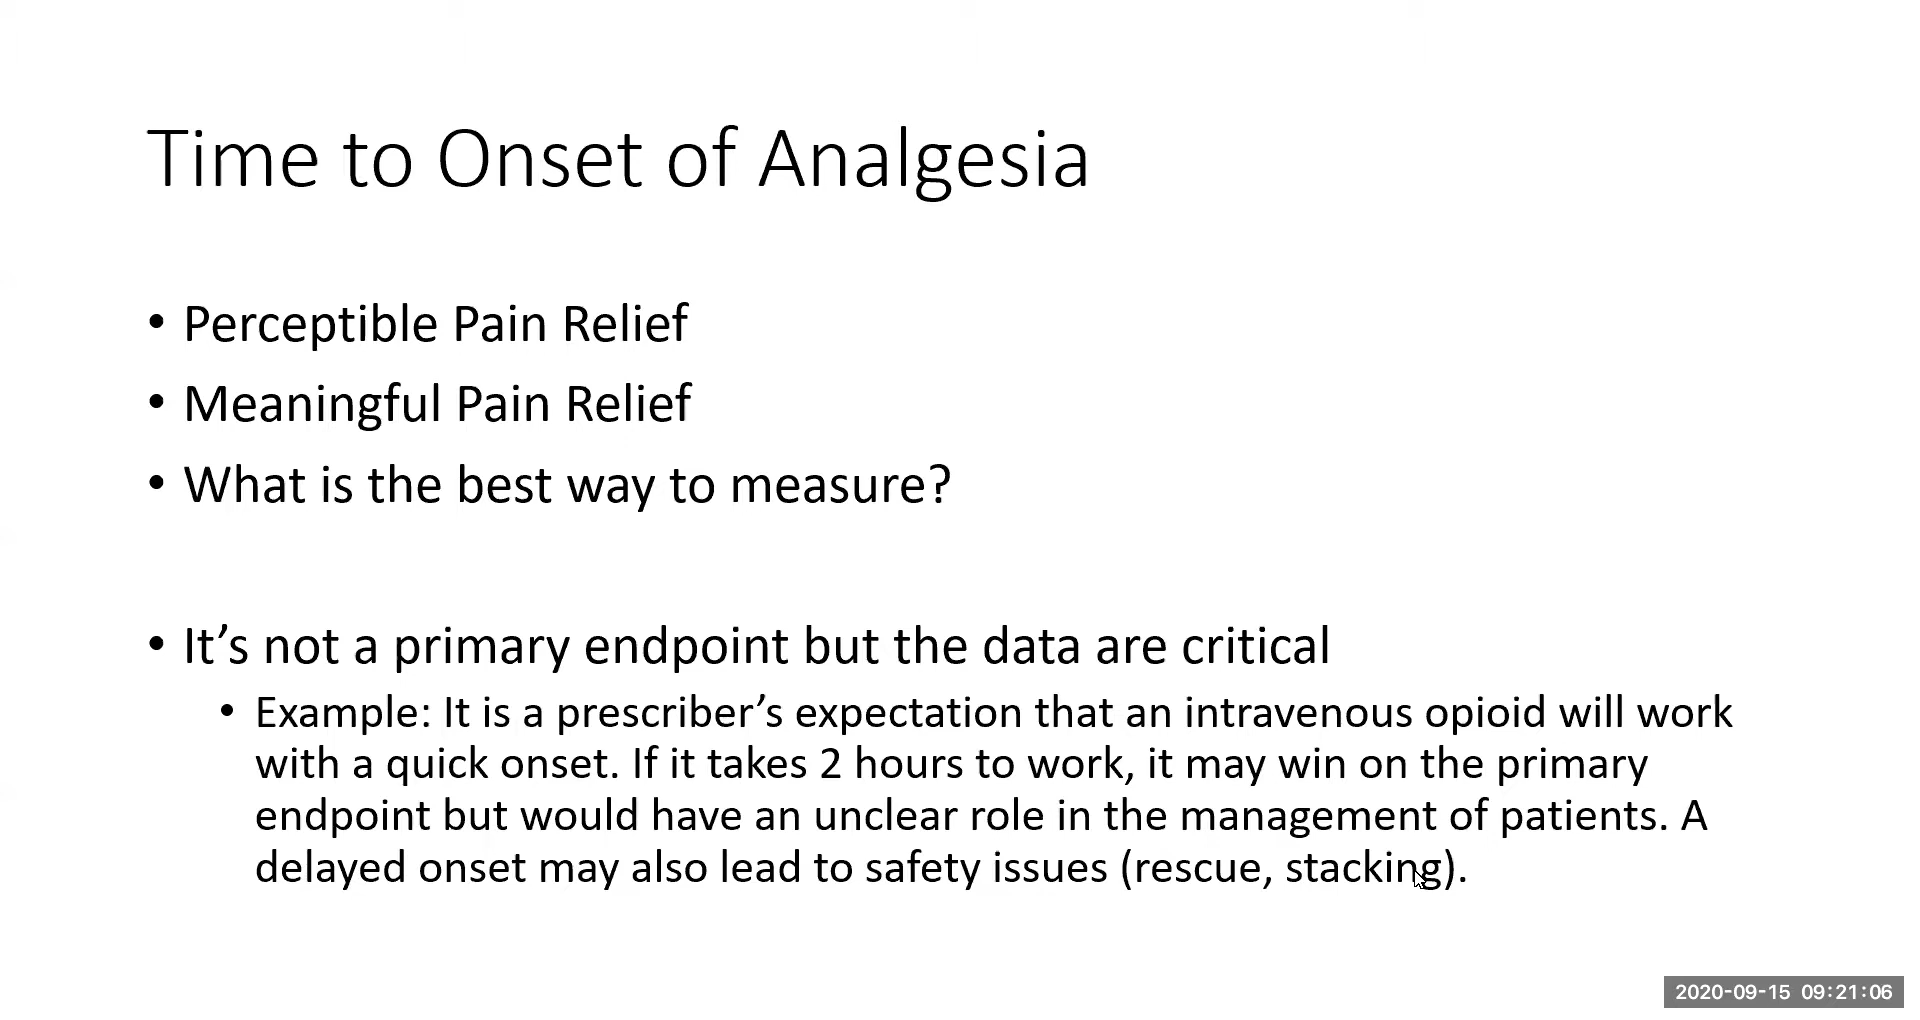 Time to Onset of Analgesia
• Perceptible Pain Relief
• Meaningful Pain Relief
• What is the best way to measure?
• It’s not a primary endpoint but the data are critical
• Example: It is a prescriber’s expectation that an intravenous opioid will work
with a quick onset. If it takes 2 hours to work, it may win on the primary
endpoint but would have an unclear role in the management of patients. A
delayed onset may also lead to safety issues (rescue, stacking).
2020-09-15 09:21:06